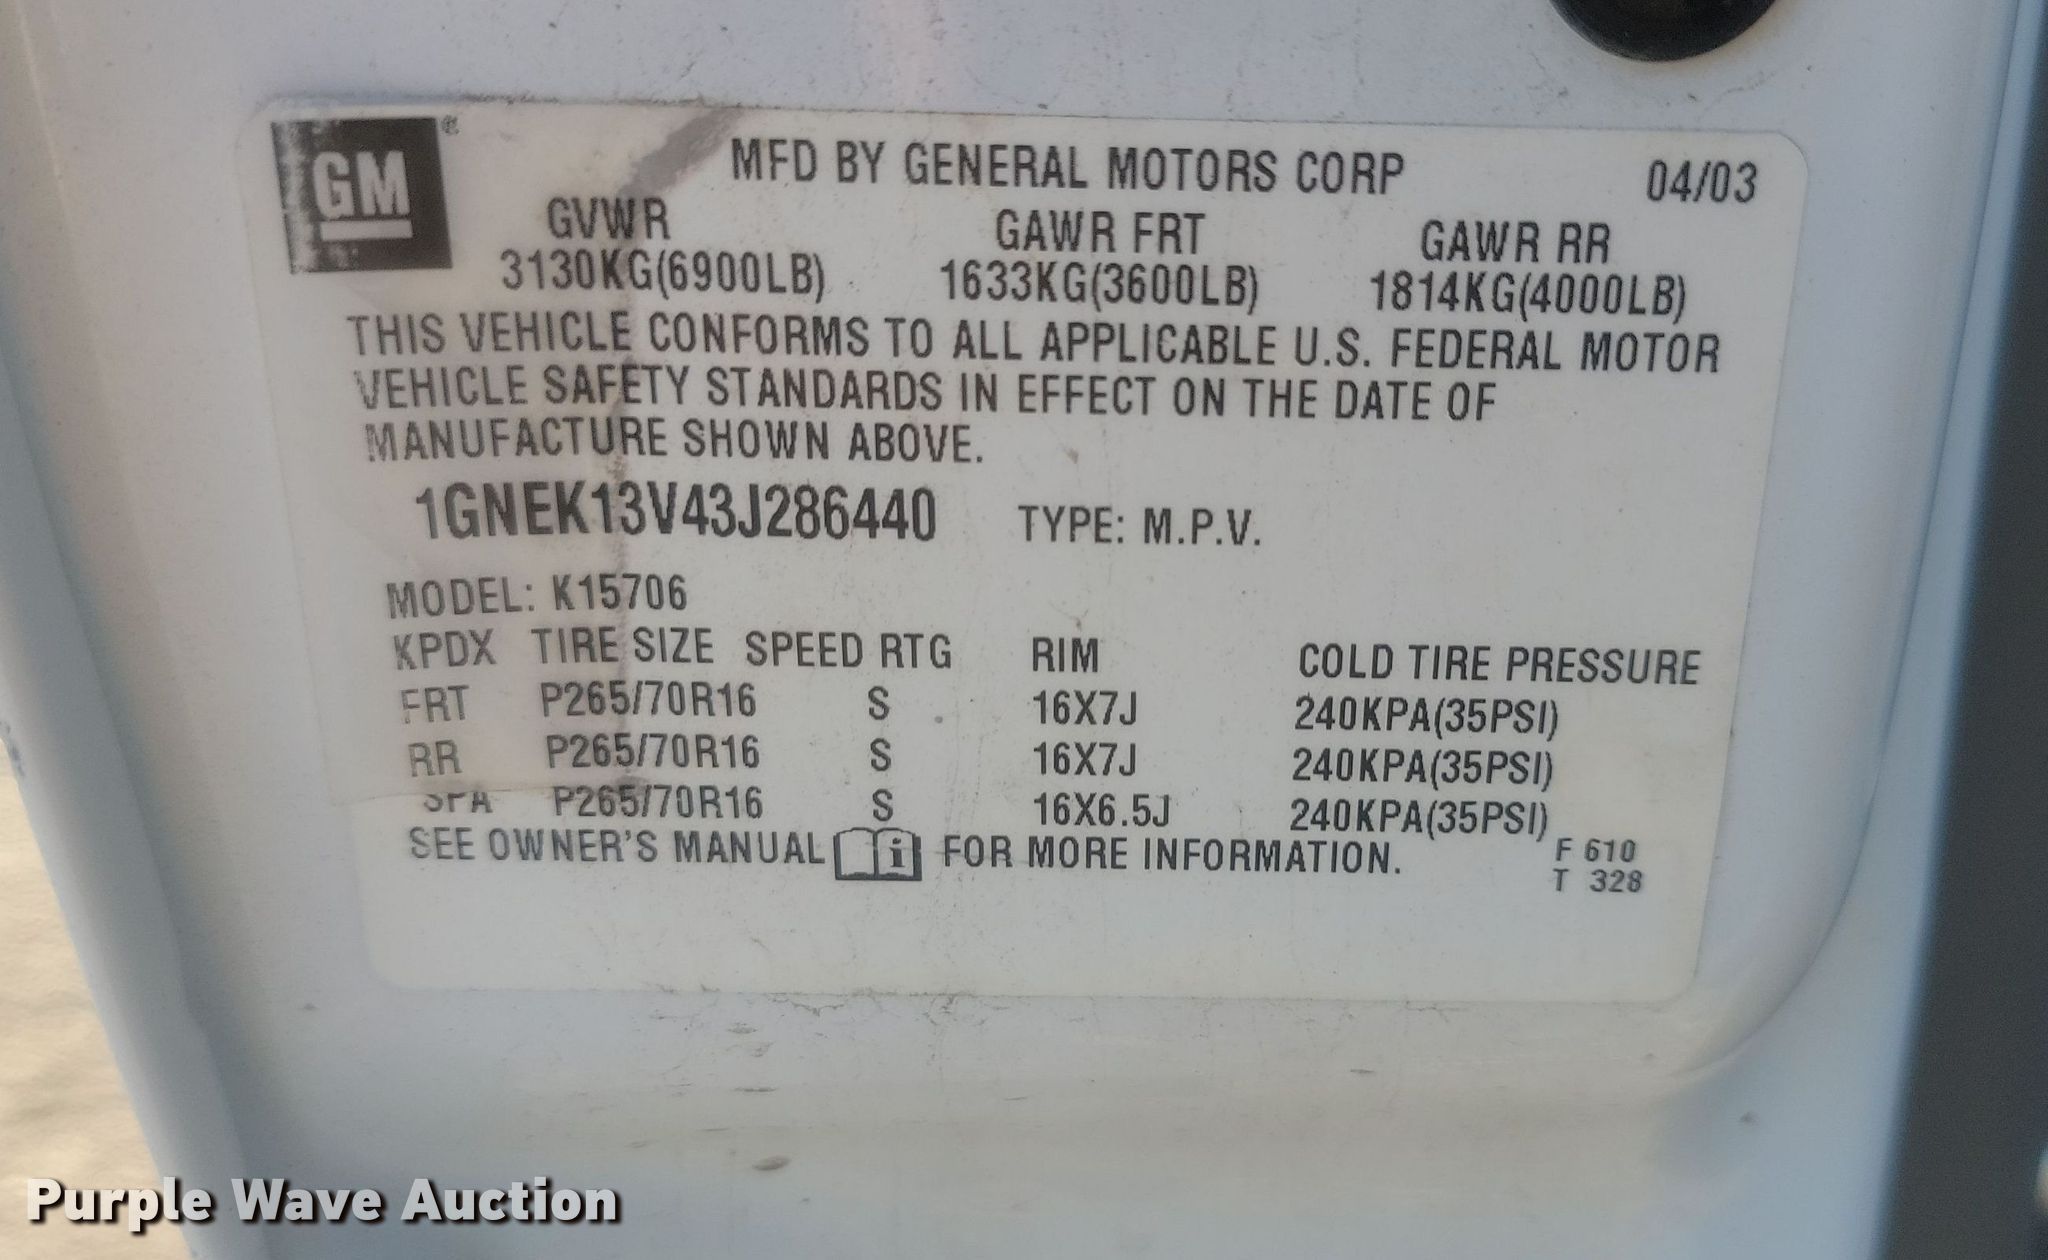 GM®
MFD BY GENERAL MOTORS CORP 04/03
GVWR GAWR FRT GAWR RR
3130KG(6900LB) 1633KG(3600LB) 1814KG(4000LB)
THIS VEHICLE CONFORMS TO ALL APPLICABLE U.S. FEDERAL MOTOR
VEHICLE SAFETY STANDARDS IN EFFECT ON THE DATE OF
MANUFACTURE SHOWN ABOVE.
1GNEK13V43J286440 TYPE: M.P.V.
MODEL: K15706
KPDX TIRE SIZE SPEED RTG RIM COLD TIRE PRESSURE
FRT P265/70R16 S 16X7J 240KPA(35PSI)
RR P265/70R16 S 16X7J 240KPA(35PSI)
SPA P265/70R16 S 16X6.5J 240KPA(35PSI)
SEE OWNER'S MANUAL i FOR MORE INFORMATION.
F 610
T 328
Purple Wave Auction